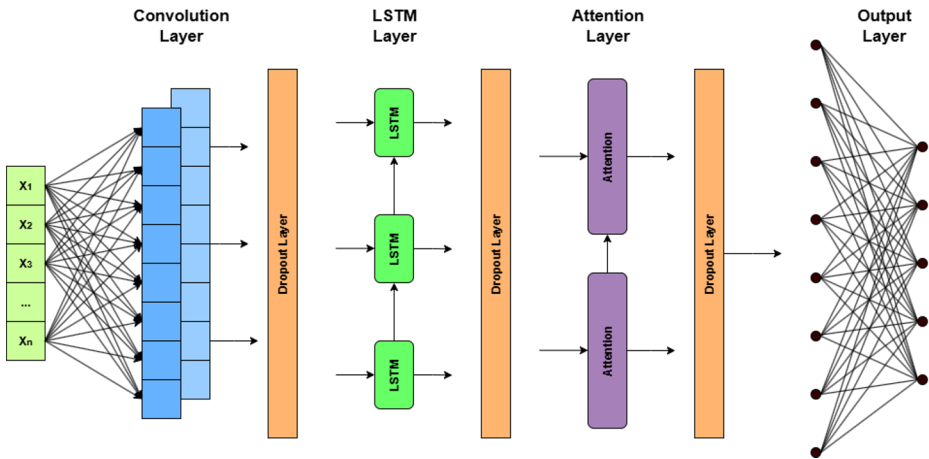 Convolution
Layer
LSTM
Layer
Attention
Layer
Output
Layer
X1
X2
X3
...
Xn
Dropout Layer
LSTM
LSTM
LSTM
Dropout Layer
Attention
Attention
Dropout Layer